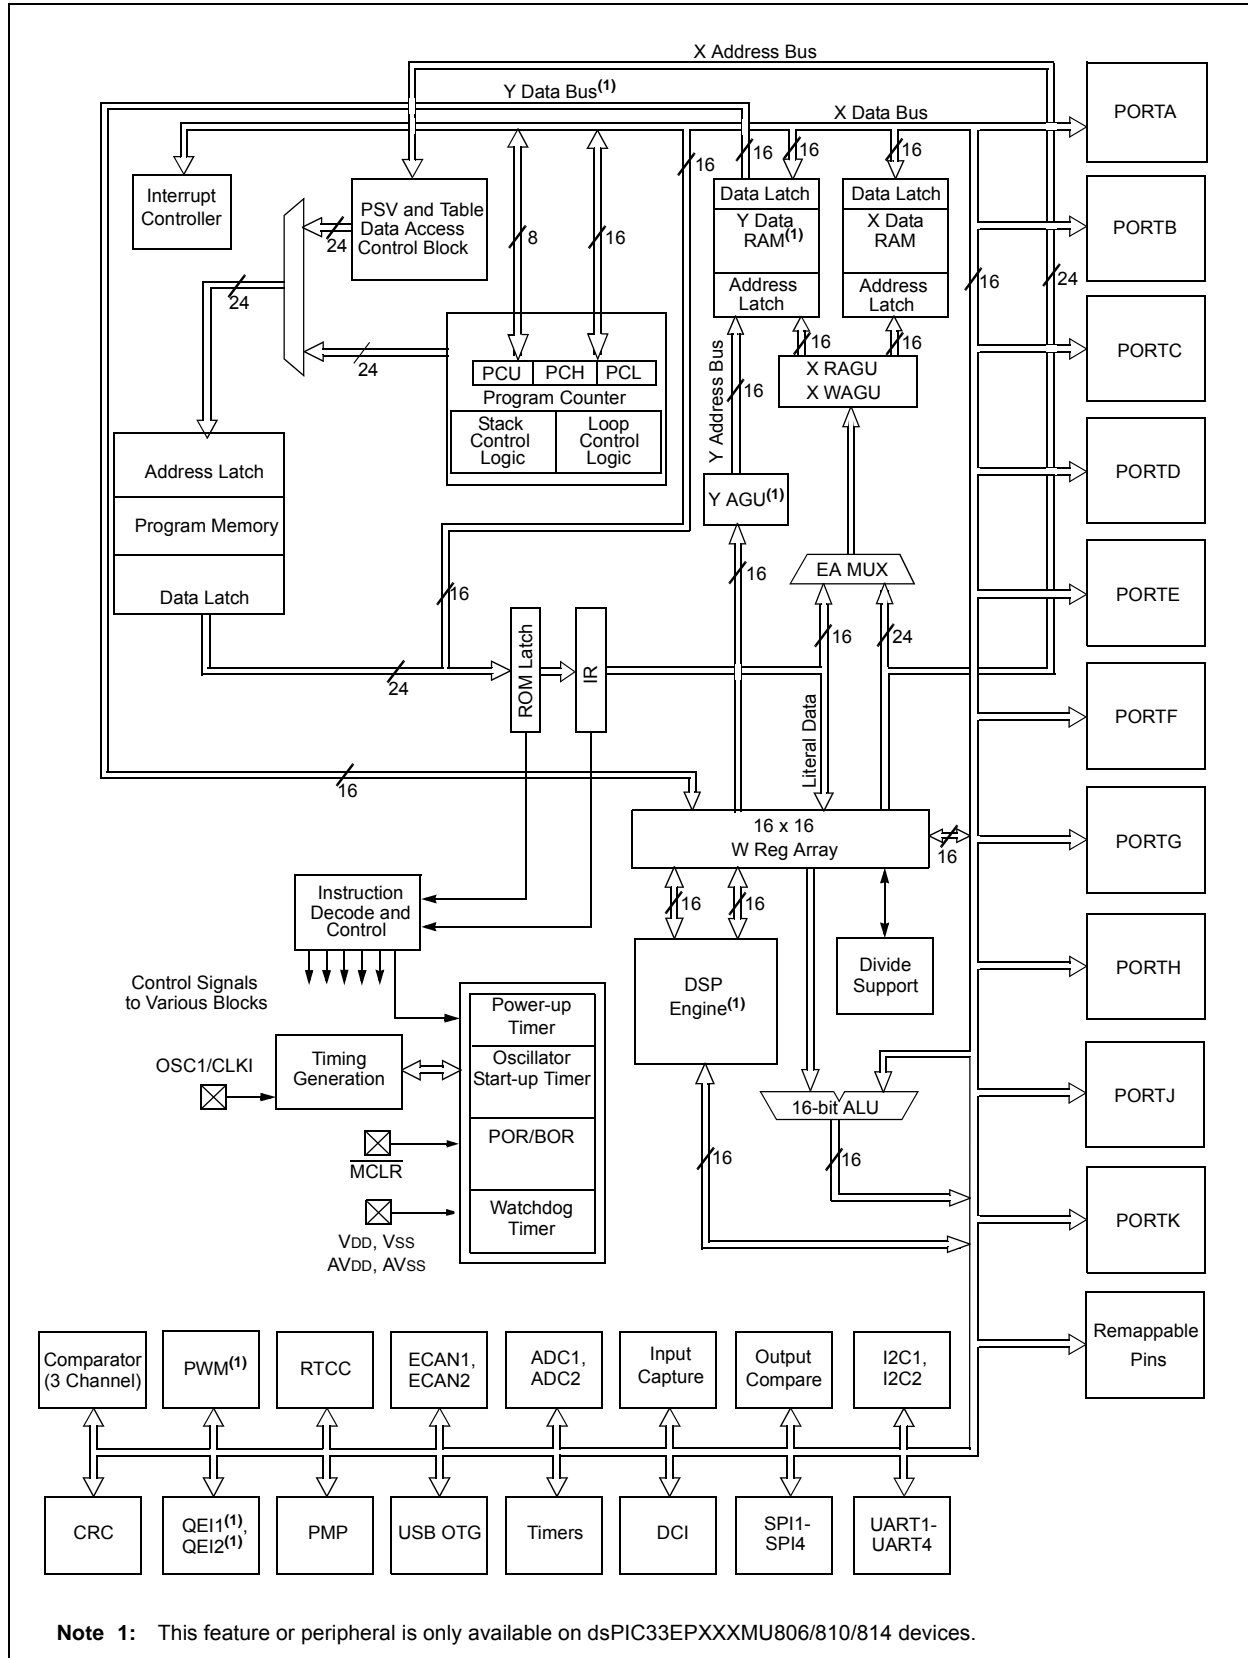 X Address Bus
Y Data Bus(1)
X Data Bus
PORTA
16
16
16
16
Interrupt
Controller
PSV and Table
Data Access
Control Block
24
8
16
Data Latch
Y Data
RAM(1)
Address
Latch
Data Latch
X Data
RAM
Address
Latch
PORTB
16
24
24
24
PORTC
PCU
PCH
PCL
Program Counter
Stack
Control
Logic
Loop
Control
Logic
Y Address Bus
16
16
16
X RAGU
X WAGU
Address Latch
Program Memory
Data Latch
Y AGU(1)
PORTD
16
16
EA MUX
16
24
PORTE
24
ROM Latch
IR
Literal Data
PORTF
16
16 x 16
W Reg Array
16
PORTG
Instruction
Decode and
Control
16
16
Control Signals
to Various Blocks
DSP
Engine(1)
Divide
Support
PORTH
Power-up
Timer
Oscillator
Start-up Timer
POR/BOR
Watchdog
Timer
OSC1/CLKI
Timing
Generation
MCLR
VDD, VSS
AVDD, AVSS
16-bit ALU
16
16
PORTJ
PORTK
Remappable
Pins
Comparator
(3 Channel)
PWM(1)
RTCC
ECAN1,
ECAN2
ADC1,
ADC2
Input
Capture
Output
Compare
I2C1,
I2C2
CRC
QEI1(1),
QEI2(1)
PMP
USB OTG
Timers
DCI
SPI1-
SPI4
UART1-
UART4
Note 1: This feature or peripheral is only available on dsPIC33EPXXXMU806/810/814 devices.